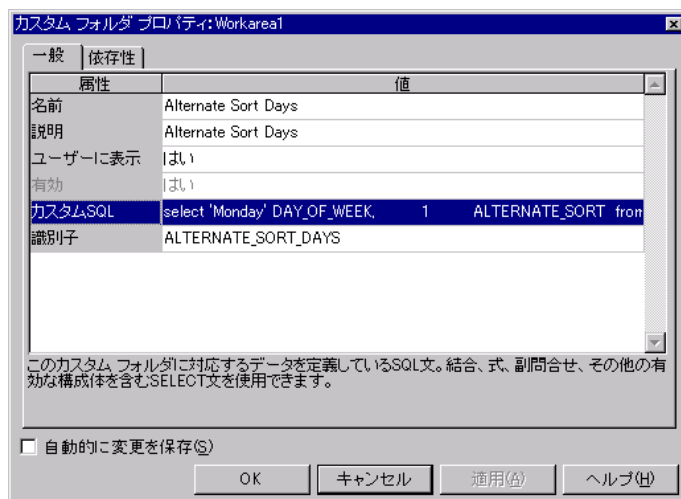 カスタム フォルダ プロパティ:Workarea1
一般 依存性
属性 値
名前 Alternate Sort Days
説明 Alternate Sort Days
ユーザーに表示 はい
有効 はい
カスタムSQL select 'Monday' DAY_OF_WEEK, 1 ALTERNATE_SORT from
識別子 ALTERNATE_SORT_DAYS
このカスタム フォルダに対応するデータを定義しているSQL文。結合、式、副問合せ、その他の有
効な構成体を含むSELECT文を使用できます。
自動的に変更を保存(S)
OK キャンセル 適用(A) ヘルプ(H)